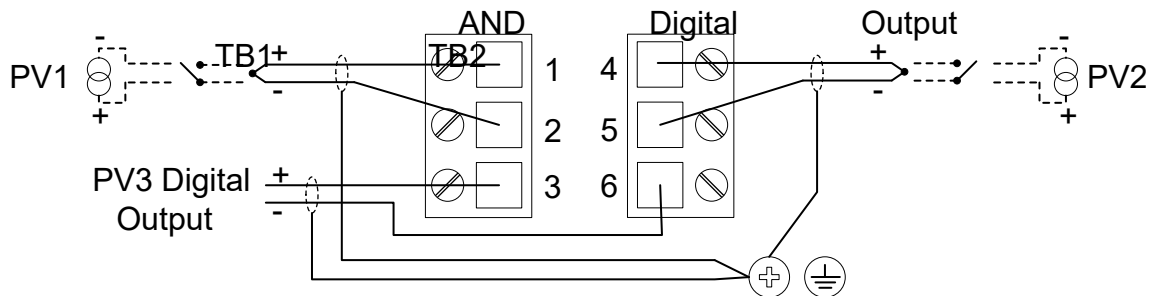 AND Digital Output
- TB1 + TB2 + -
PV1 1 4 PV2
+ - - +
2 5
PV3 Digital + 3 6
Output -